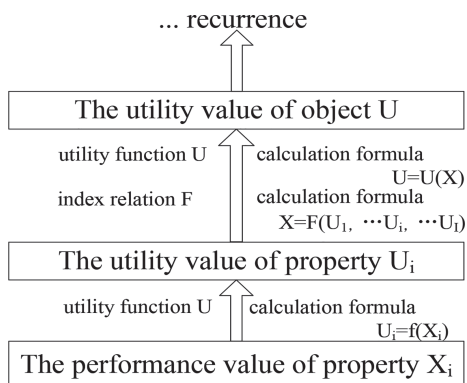 ... recurrence
The utility value of object U
utility function U
calculation formula
U=U(X)
index relation F
calculation formula
X=F(U₁, ···Uᵢ, ···U_I)
The utility value of property Uᵢ
utility function U
calculation formula
Uᵢ=f(Xᵢ)
The performance value of property Xᵢ